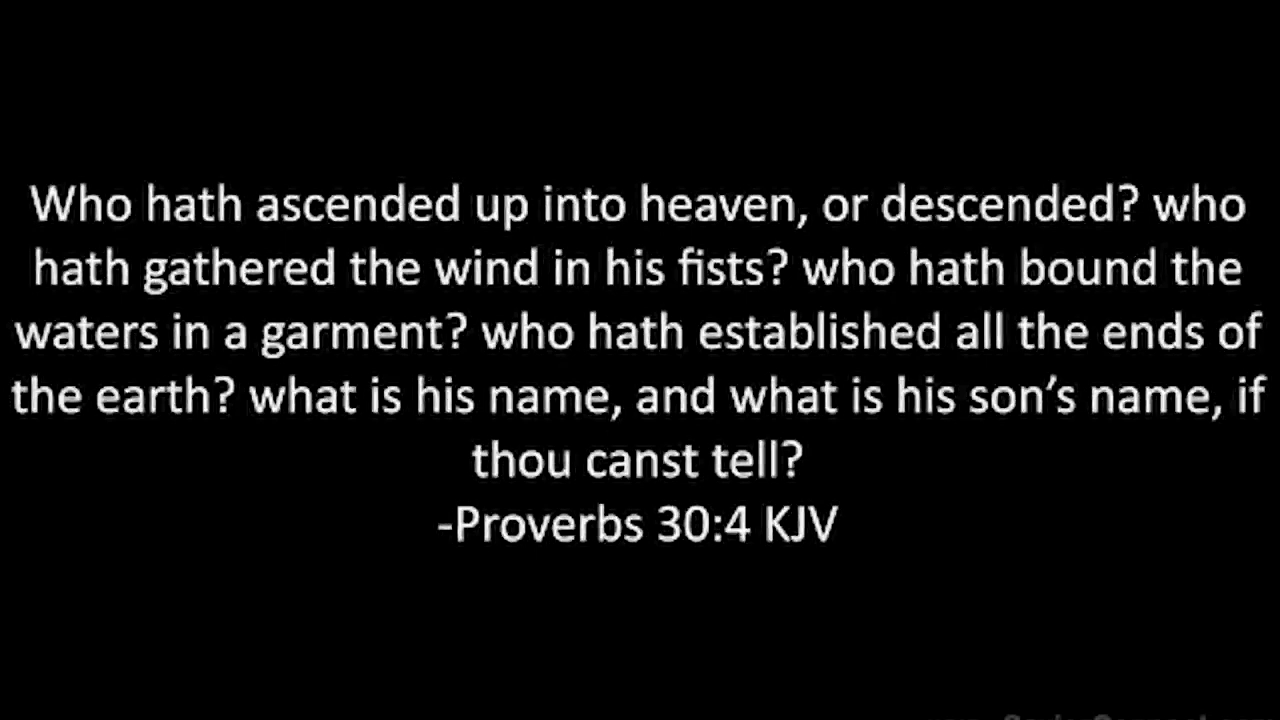 Who hath ascended up into heaven, or descended? who
hath gathered the wind in his fists? who hath bound the
waters in a garment? who hath established all the ends of
the earth? what is his name, and what is his son’s name, if
thou canst tell?
-Proverbs 30:4 KJV